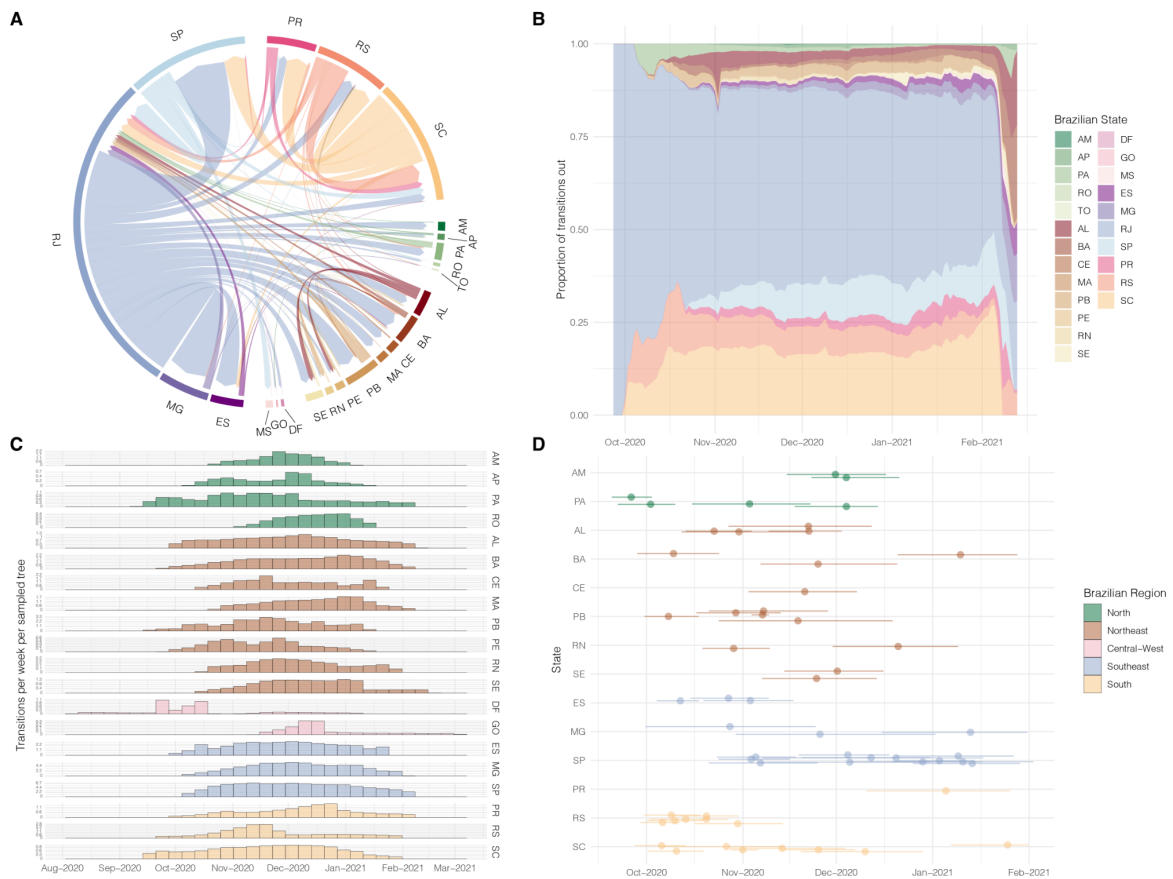 A
SP
PR
RS
SC
RJ
AM
AP
PA
RO
TO
AL
BA
CE
MA
PB
PE
RN
SE
DF
GO
MS
ES
MG
B
Proportion of transitions out
1.00
0.75
0.50
0.25
0.00
Oct−2020
Nov−2020
Dec−2020
Jan−2021
Feb−2021
Brazilian State
AM
AP
PA
RO
TO
AL
BA
CE
MA
PB
PE
RN
SE
DF
GO
MS
ES
MG
RJ
SP
PR
RS
SC
C
Transitions per week per sampled tree
AM
AP
PA
RO
AL
BA
CE
MA
PB
PE
RN
SE
DF
GO
ES
MG
SP
PR
RS
SC
Aug−2020
Sep−2020
Oct−2020
Nov−2020
Dec−2020
Jan−2021
Feb−2021
Mar−2021
D
State
AM
PA
AL
BA
CE
PB
RN
SE
ES
MG
SP
PR
RS
SC
Oct−2020
Nov−2020
Dec−2020
Jan−2021
Feb−2021
Brazilian Region
North
Northeast
Central−West
Southeast
South